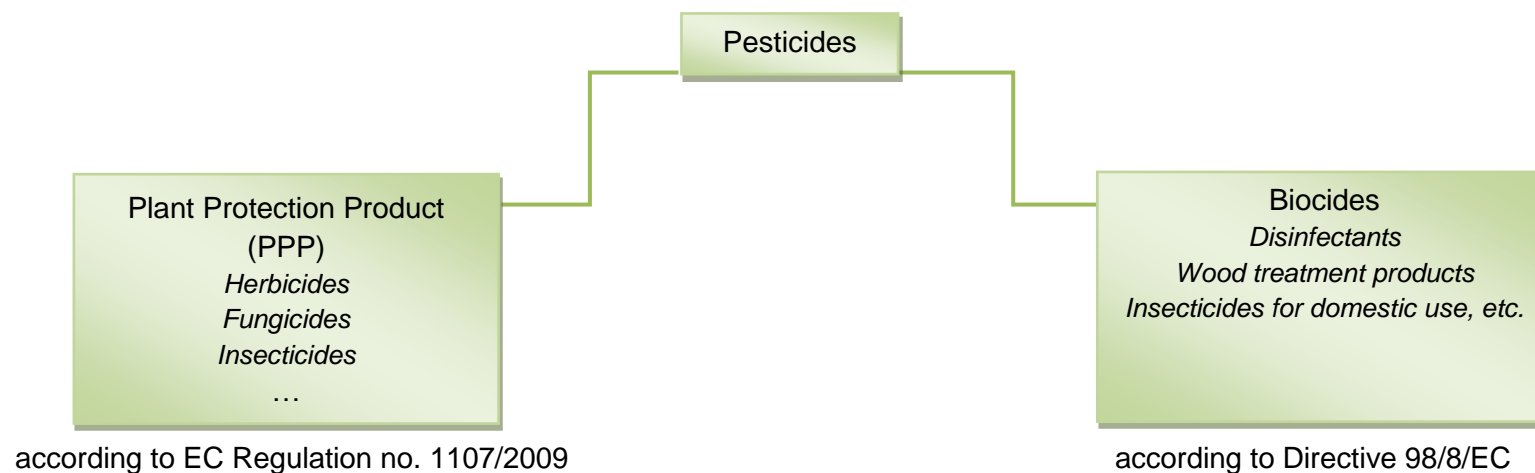 Pesticides
Plant Protection Product
(PPP)
Herbicides
Fungicides
Insecticides
…
according to EC Regulation no. 1107/2009
Biocides
Disinfectants
Wood treatment products
Insecticides for domestic use, etc.
according to Directive 98/8/EC